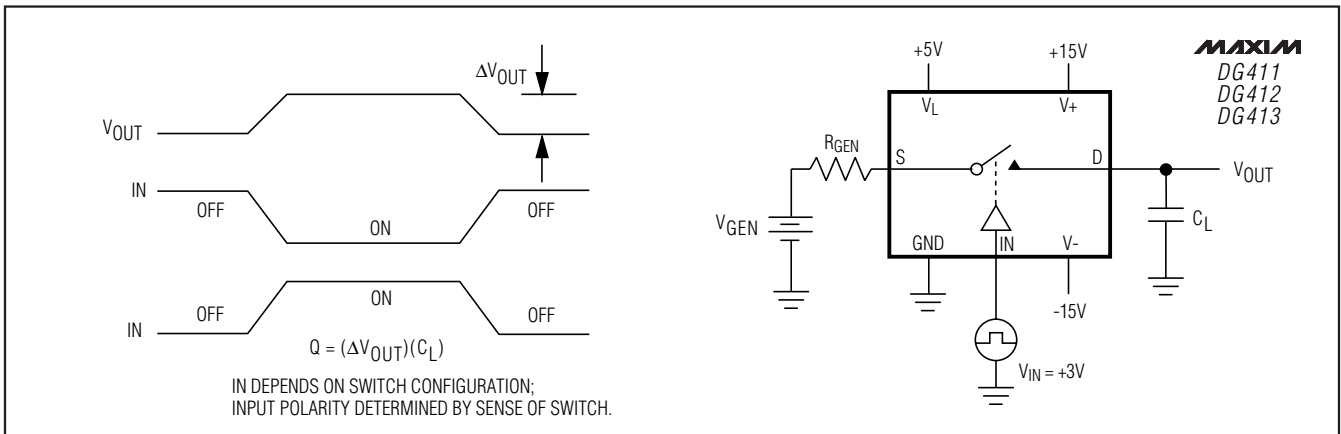 ΔVOUT
VOUT
IN
OFF
ON
OFF
IN
OFF
ON
OFF
Q = (ΔVOUT)(CL)
IN DEPENDS ON SWITCH CONFIGURATION;
INPUT POLARITY DETERMINED BY SENSE OF SWITCH.
+5V
+15V
MAXIM
DG411
DG412
DG413
VL
V+
RGEN
S
D
VOUT
VGEN
CL
GND
IN
V-
-15V
VIN = +3V